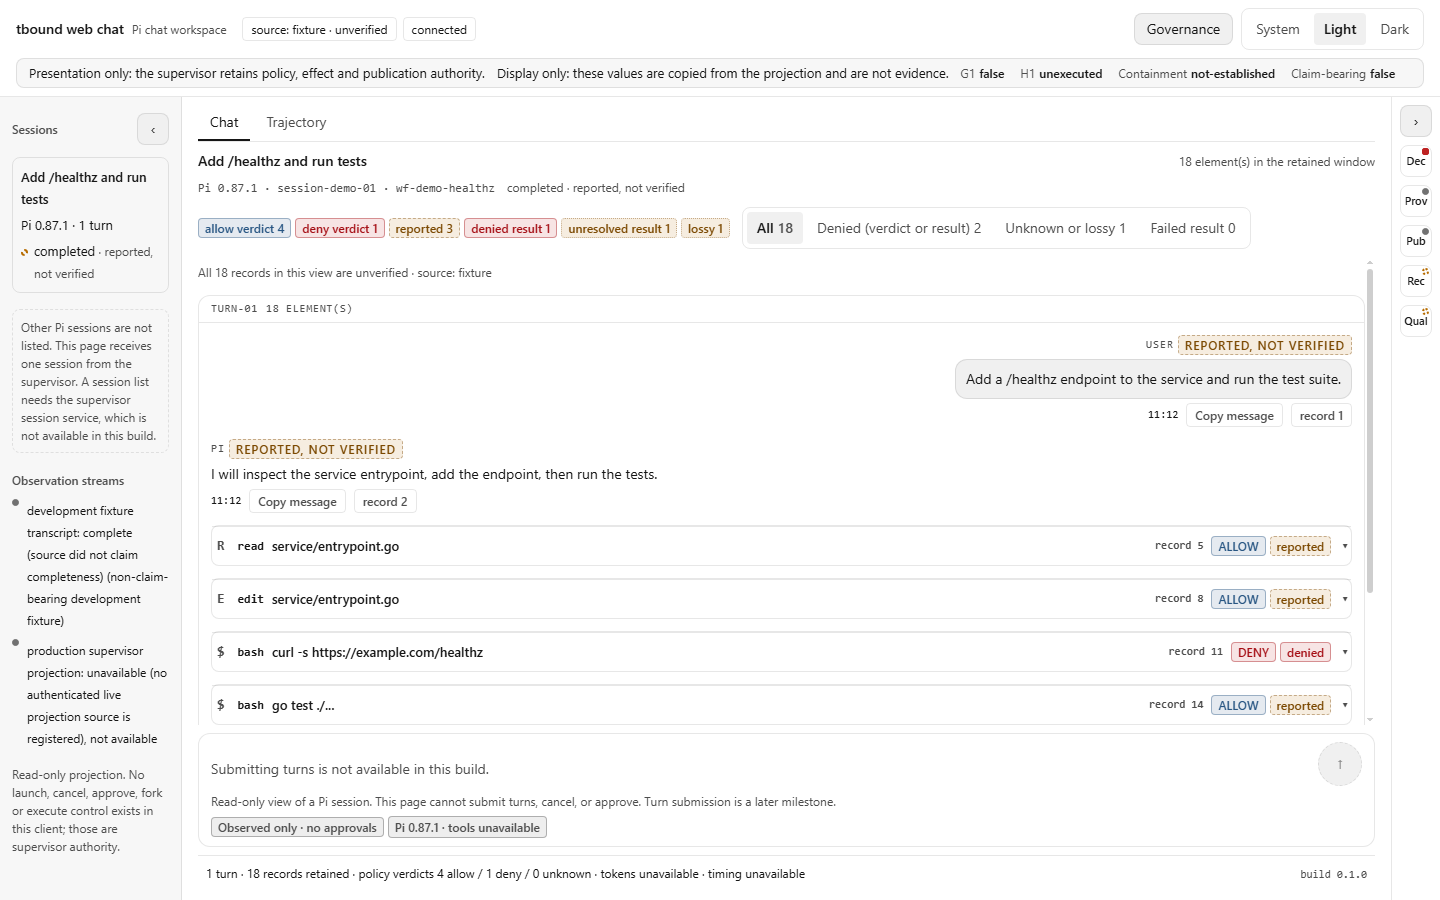 tbound web chat Pi chat workspace source: fixture · unverified connected Governance System Light Dark
Presentation only: the supervisor retains policy, effect and publication authority. Display only: these values are copied from the projection and are not evidence. G1 false H1 unexecuted Containment not-established Claim-bearing false
Sessions ‹
Add /healthz and run
tests
Pi 0.87.1 · 1 turn
completed · reported,
not verified
Other Pi sessions are not
listed. This page receives
one session from the
supervisor. A session list
needs the supervisor
session service, which is
not available in this build.
Observation streams
development fixture
transcript: complete
(source did not claim
completeness) (non-claim-
bearing development
fixture)
production supervisor
projection: unavailable (no
authenticated live
projection source is
registered), not available
Read-only projection. No
launch, cancel, approve, fork
or execute control exists in
this client; those are
supervisor authority.
Chat Trajectory
Add /healthz and run tests 18 element(s) in the retained window
Pi 0.87.1 · session-demo-01 · wf-demo-healthz completed · reported, not verified
allow verdict 4 deny verdict 1 reported 3 denied result 1 unresolved result 1 lossy 1 All 18 Denied (verdict or result) 2 Unknown or lossy 1 Failed result 0
All 18 records in this view are unverified · source: fixture
TURN-01 18 ELEMENT(S)
USER REPORTED, NOT VERIFIED
Add a /healthz endpoint to the service and run the test suite.
11:12 Copy message record 1
PI REPORTED, NOT VERIFIED
I will inspect the service entrypoint, add the endpoint, then run the tests.
11:12 Copy message record 2
R read service/entrypoint.go record 5 ALLOW reported ▾
E edit service/entrypoint.go record 8 ALLOW reported ▾
$ bash curl -s https://example.com/healthz record 11 DENY denied ▾
$ bash go test ./... record 14 ALLOW reported ▾
Submitting turns is not available in this build. ↑
Read-only view of a Pi session. This page cannot submit turns, cancel, or approve. Turn submission is a later milestone.
Observed only · no approvals Pi 0.87.1 · tools unavailable
1 turn · 18 records retained · policy verdicts 4 allow / 1 deny / 0 unknown · tokens unavailable · timing unavailable build 0.1.0
›
Dec
Prov
Pub
Rec
Qual